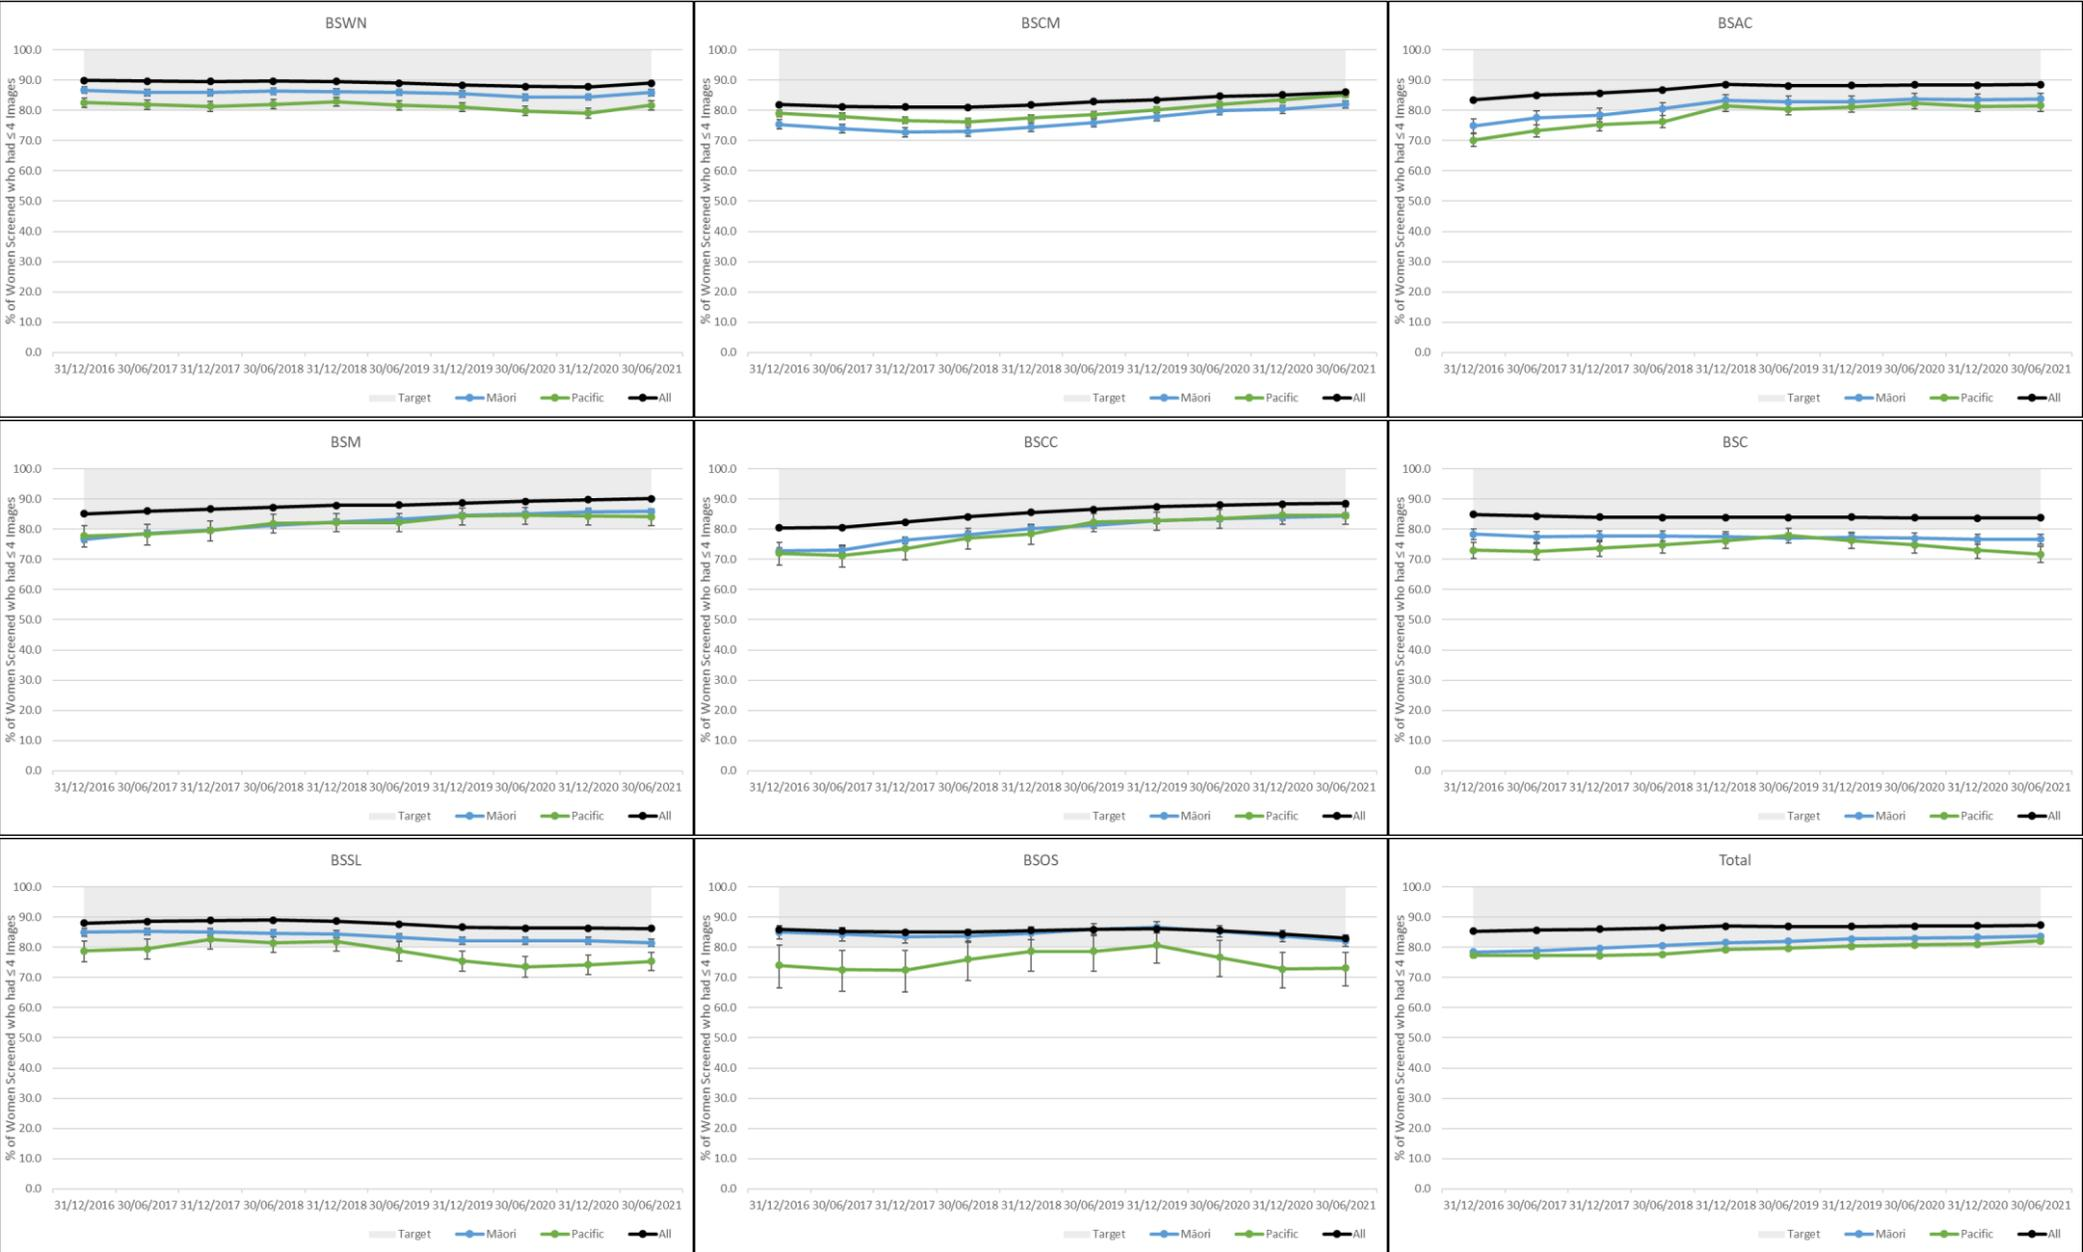 BSWN
% of Women Screened who had ≤ 4 Images
100.0
90.0
80.0
70.0
60.0
50.0
40.0
30.0
20.0
10.0
0.0
31/12/2016 30/06/2017 31/12/2017 30/06/2018 31/12/2018 30/06/2019 31/12/2019 30/06/2020 31/12/2020 30/06/2021
Target Māori Pacific All
BSCM
% of Women Screened who had ≤ 4 Images
100.0
90.0
80.0
70.0
60.0
50.0
40.0
30.0
20.0
10.0
0.0
31/12/2016 30/06/2017 31/12/2017 30/06/2018 31/12/2018 30/06/2019 31/12/2019 30/06/2020 31/12/2020 30/06/2021
Target Māori Pacific All
BSAC
% of Women Screened who had ≤ 4 Images
100.0
90.0
80.0
70.0
60.0
50.0
40.0
30.0
20.0
10.0
0.0
31/12/2016 30/06/2017 31/12/2017 30/06/2018 31/12/2018 30/06/2019 31/12/2019 30/06/2020 31/12/2020 30/06/2021
Target Māori Pacific All
BSM
% of Women Screened who had ≤ 4 Images
100.0
90.0
80.0
70.0
60.0
50.0
40.0
30.0
20.0
10.0
0.0
31/12/2016 30/06/2017 31/12/2017 30/06/2018 31/12/2018 30/06/2019 31/12/2019 30/06/2020 31/12/2020 30/06/2021
Target Māori Pacific All
BSCC
% of Women Screened who had ≤ 4 Images
100.0
90.0
80.0
70.0
60.0
50.0
40.0
30.0
20.0
10.0
0.0
31/12/2016 30/06/2017 31/12/2017 30/06/2018 31/12/2018 30/06/2019 31/12/2019 30/06/2020 31/12/2020 30/06/2021
Target Māori Pacific All
BSC
% of Women Screened who had ≤ 4 Images
100.0
90.0
80.0
70.0
60.0
50.0
40.0
30.0
20.0
10.0
0.0
31/12/2016 30/06/2017 31/12/2017 30/06/2018 31/12/2018 30/06/2019 31/12/2019 30/06/2020 31/12/2020 30/06/2021
Target Māori Pacific All
BSSL
% of Women Screened who had ≤ 4 Images
100.0
90.0
80.0
70.0
60.0
50.0
40.0
30.0
20.0
10.0
0.0
31/12/2016 30/06/2017 31/12/2017 30/06/2018 31/12/2018 30/06/2019 31/12/2019 30/06/2020 31/12/2020 30/06/2021
Target Māori Pacific All
BSOS
% of Women Screened who had ≤ 4 Images
100.0
90.0
80.0
70.0
60.0
50.0
40.0
30.0
20.0
10.0
0.0
31/12/2016 30/06/2017 31/12/2017 30/06/2018 31/12/2018 30/06/2019 31/12/2019 30/06/2020 31/12/2020 30/06/2021
Target Māori Pacific All
Total
% of Women Screened who had ≤ 4 Images
100.0
90.0
80.0
70.0
60.0
50.0
40.0
30.0
20.0
10.0
0.0
31/12/2016 30/06/2017 31/12/2017 30/06/2018 31/12/2018 30/06/2019 31/12/2019 30/06/2020 31/12/2020 30/06/2021
Target Māori Pacific All